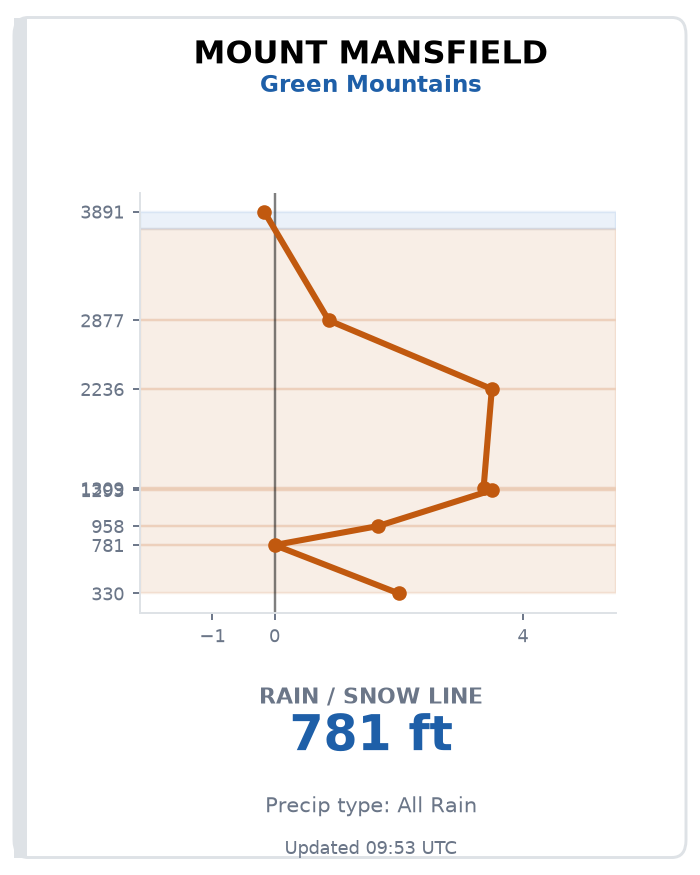 MOUNT MANSFIELD
Green Mountains
3891
2877
2236
958
781
330
−1 0 4
RAIN / SNOW LINE
781 ft
Precip type: All Rain
Updated 09:53 UTC